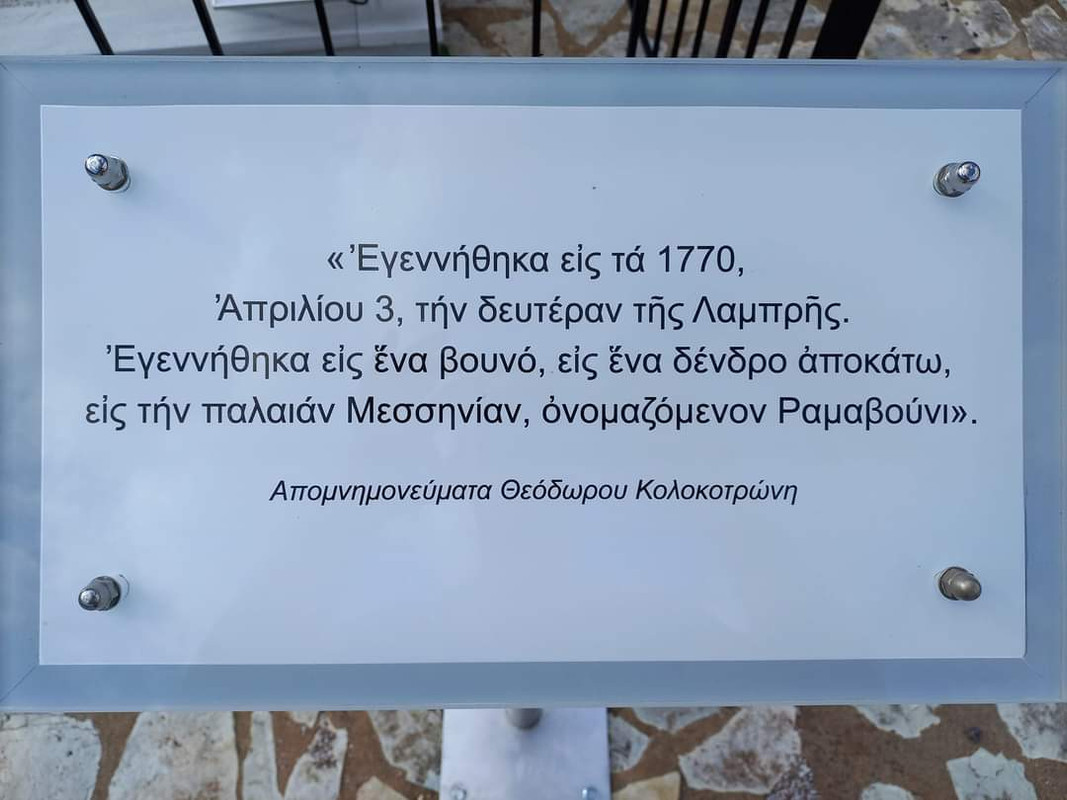 «Ἐγεννήθηκα εἰς τά 1770,
Ἀπριλίου 3, τήν δευτέραν τῆς Λαμπρῆς.
Ἐγεννήθηκα εἰς ἕνα βουνό, εἰς ἕνα δένδρο ἀποκάτω,
εἰς τήν παλαιάν Μεσσηνίαν, ὀνομαζόμενον Ραμαβούνι».
Απομνημονεύματα Θεόδωρου Κολοκοτρώνη